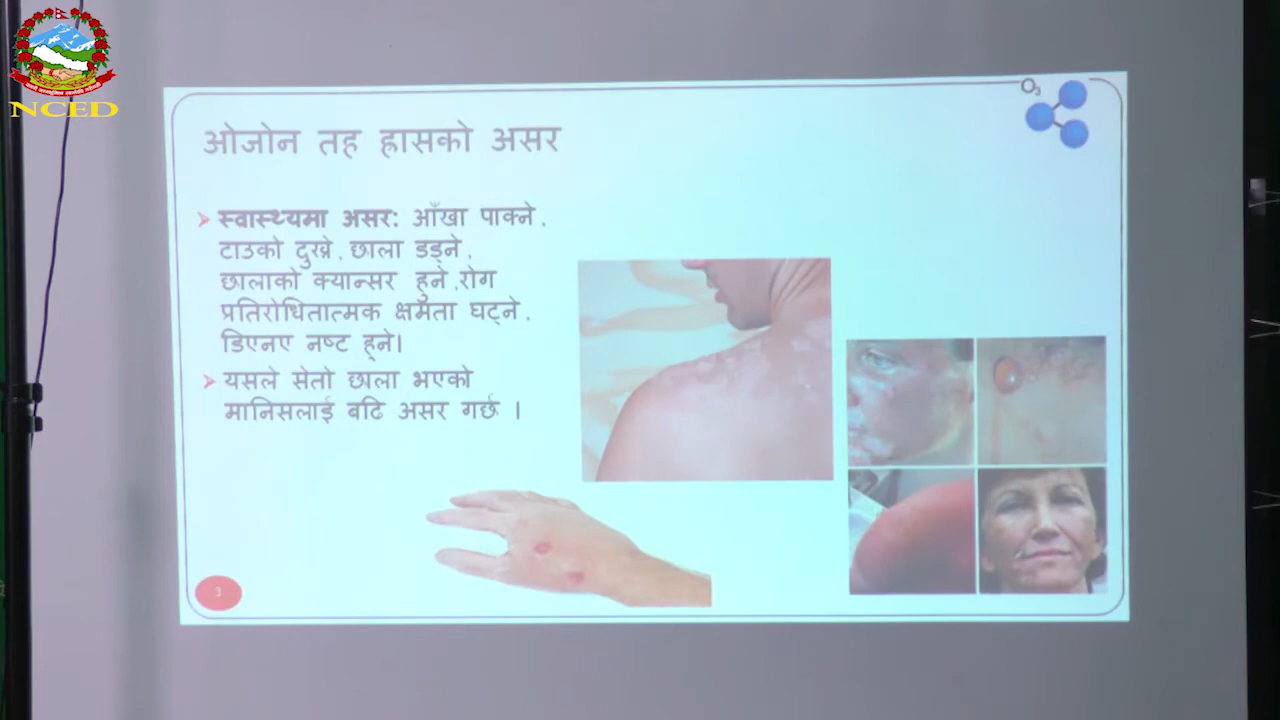 NCED
O₃
ओजोन तह ह्रासको असर
स्वास्थ्यमा असर: आँखा पाक्ने ,
टाउको दुख्ने , छाला डड्ने ,
छालाको क्यान्सर हुने ,रोग
प्रतिरोधितात्मक क्षमता घट्ने ,
डिएनए नष्ट हुने।
यसले सेतो छाला भएको
मानिसलाई बढि असर गर्छ ।
3